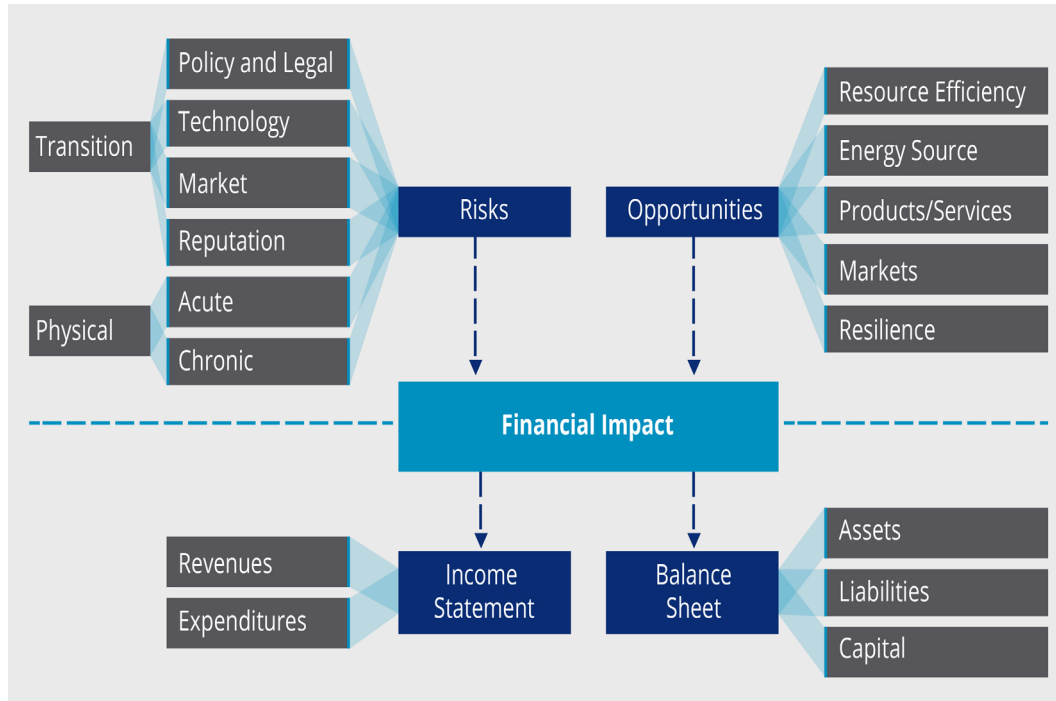 Policy and Legal
Technology
Transition
Market
Reputation
Acute
Physical
Chronic
Risks
Opportunities
Resource Efficiency
Energy Source
Products/Services
Markets
Resilience
Financial Impact
Revenues
Expenditures
Income
Statement
Balance
Sheet
Assets
Liabilities
Capital